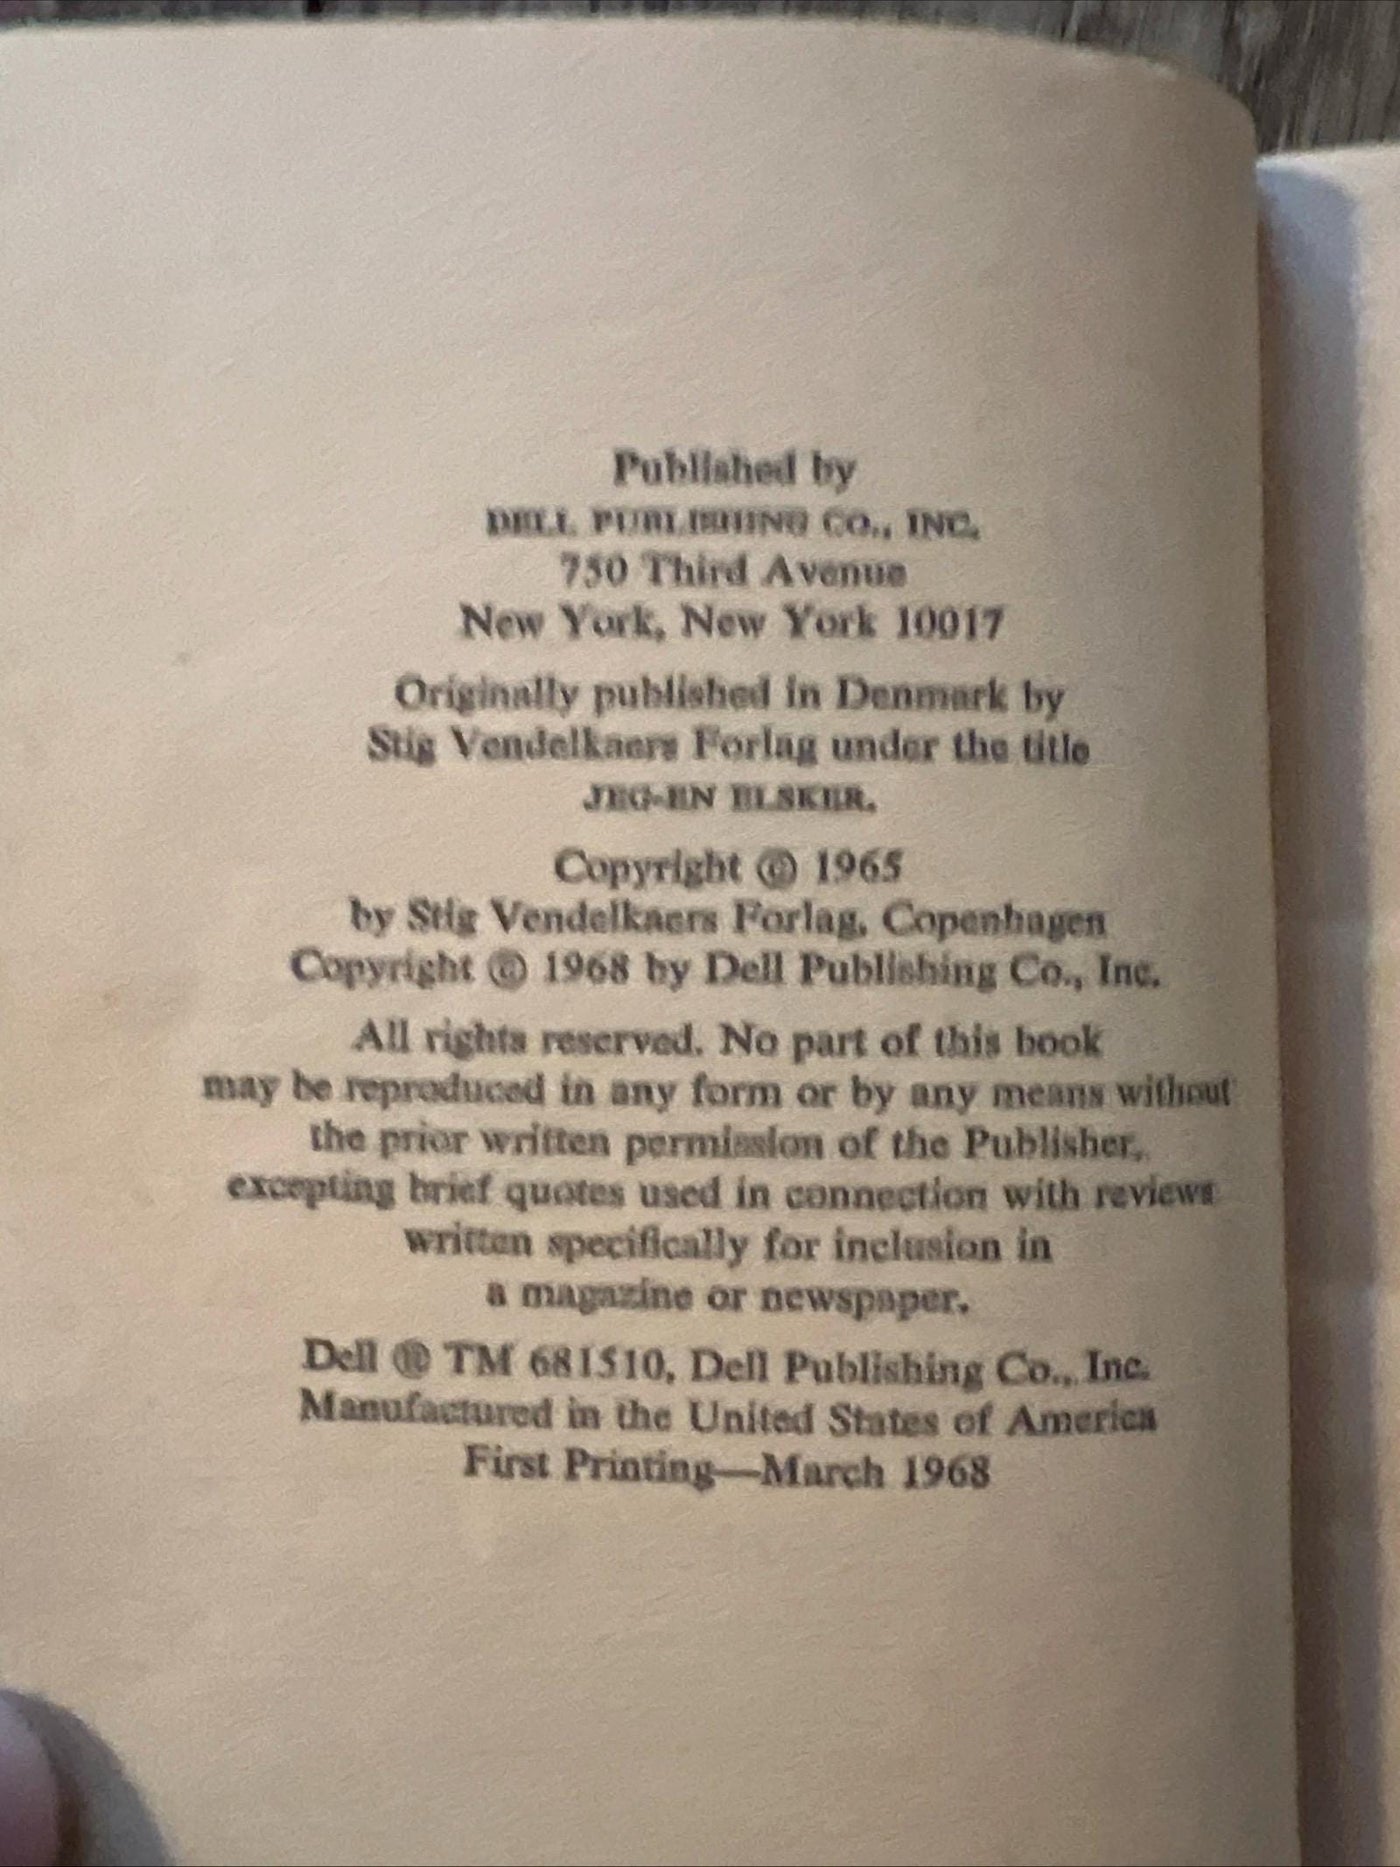 Published by
DELL PUBLISHING CO., INC.
750 Third Avenue
New York, New York 10017
Originally published in Denmark by
Stig Vendelkaers Forlag under the title
JEG-EN ELSKER.
Copyright © 1965
by Stig Vendelkaers Forlag, Copenhagen
Copyright © 1968 by Dell Publishing Co., Inc.
All rights reserved. No part of this book
may be reproduced in any form or by any means without
the prior written permission of the Publisher,
excepting brief quotes used in connection with reviews
written specifically for inclusion in
a magazine or newspaper.
Dell ® TM 681510, Dell Publishing Co., Inc.
Manufactured in the United States of America
First Printing—March 1968